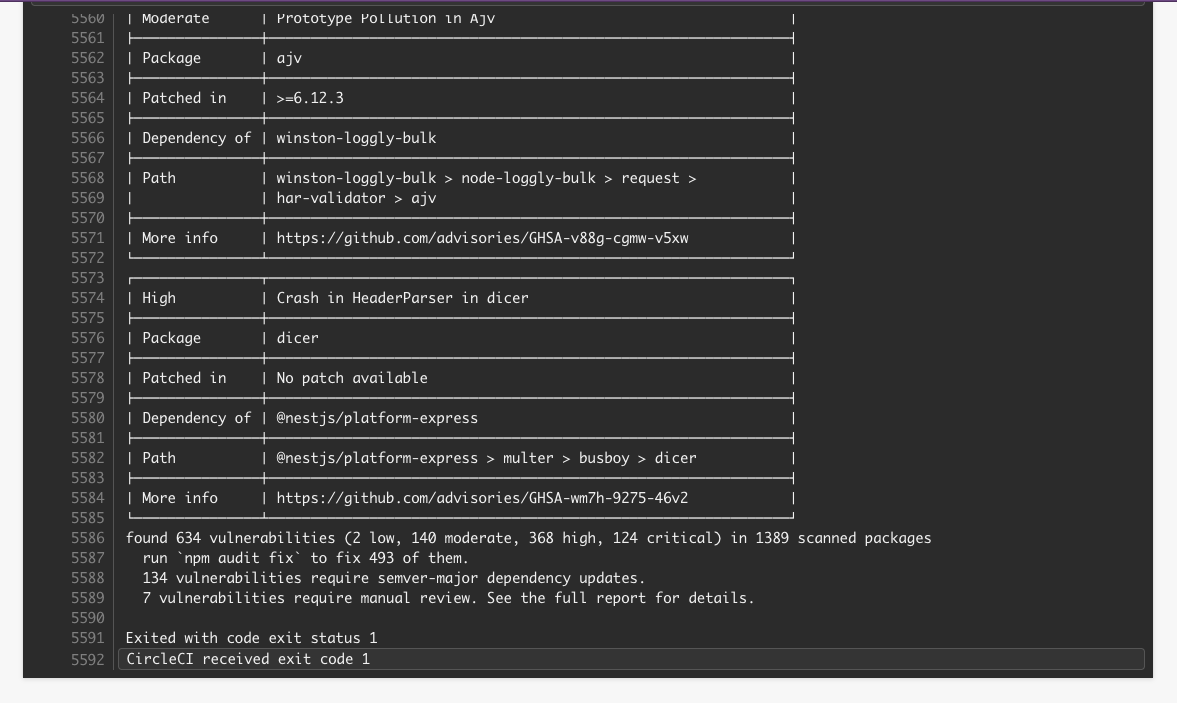 5560 | Moderate | Prototype Pollution in Ajv |
5561
5562 | Package | ajv |
5563
5564 | Patched in | >=6.12.3 |
5565
5566 | Dependency of | winston-loggly-bulk |
5567
5568 | Path | winston-loggly-bulk > node-loggly-bulk > request > |
5569 | | har-validator > ajv |
5570
5571 | More info | https://github.com/advisories/GHSA-v88g-cgmw-v5xw |
5572
5573
5574 | High | Crash in HeaderParser in dicer |
5575
5576 | Package | dicer |
5577
5578 | Patched in | No patch available |
5579
5580 | Dependency of | @nestjs/platform-express |
5581
5582 | Path | @nestjs/platform-express > multer > busboy > dicer |
5583
5584 | More info | https://github.com/advisories/GHSA-wm7h-9275-46v2 |
5585
5586 found 634 vulnerabilities (2 low, 140 moderate, 368 high, 124 critical) in 1389 scanned packages
5587 run `npm audit fix` to fix 493 of them.
5588 134 vulnerabilities require semver-major dependency updates.
5589 7 vulnerabilities require manual review. See the full report for details.
5590
5591 Exited with code exit status 1
5592 CircleCI received exit code 1